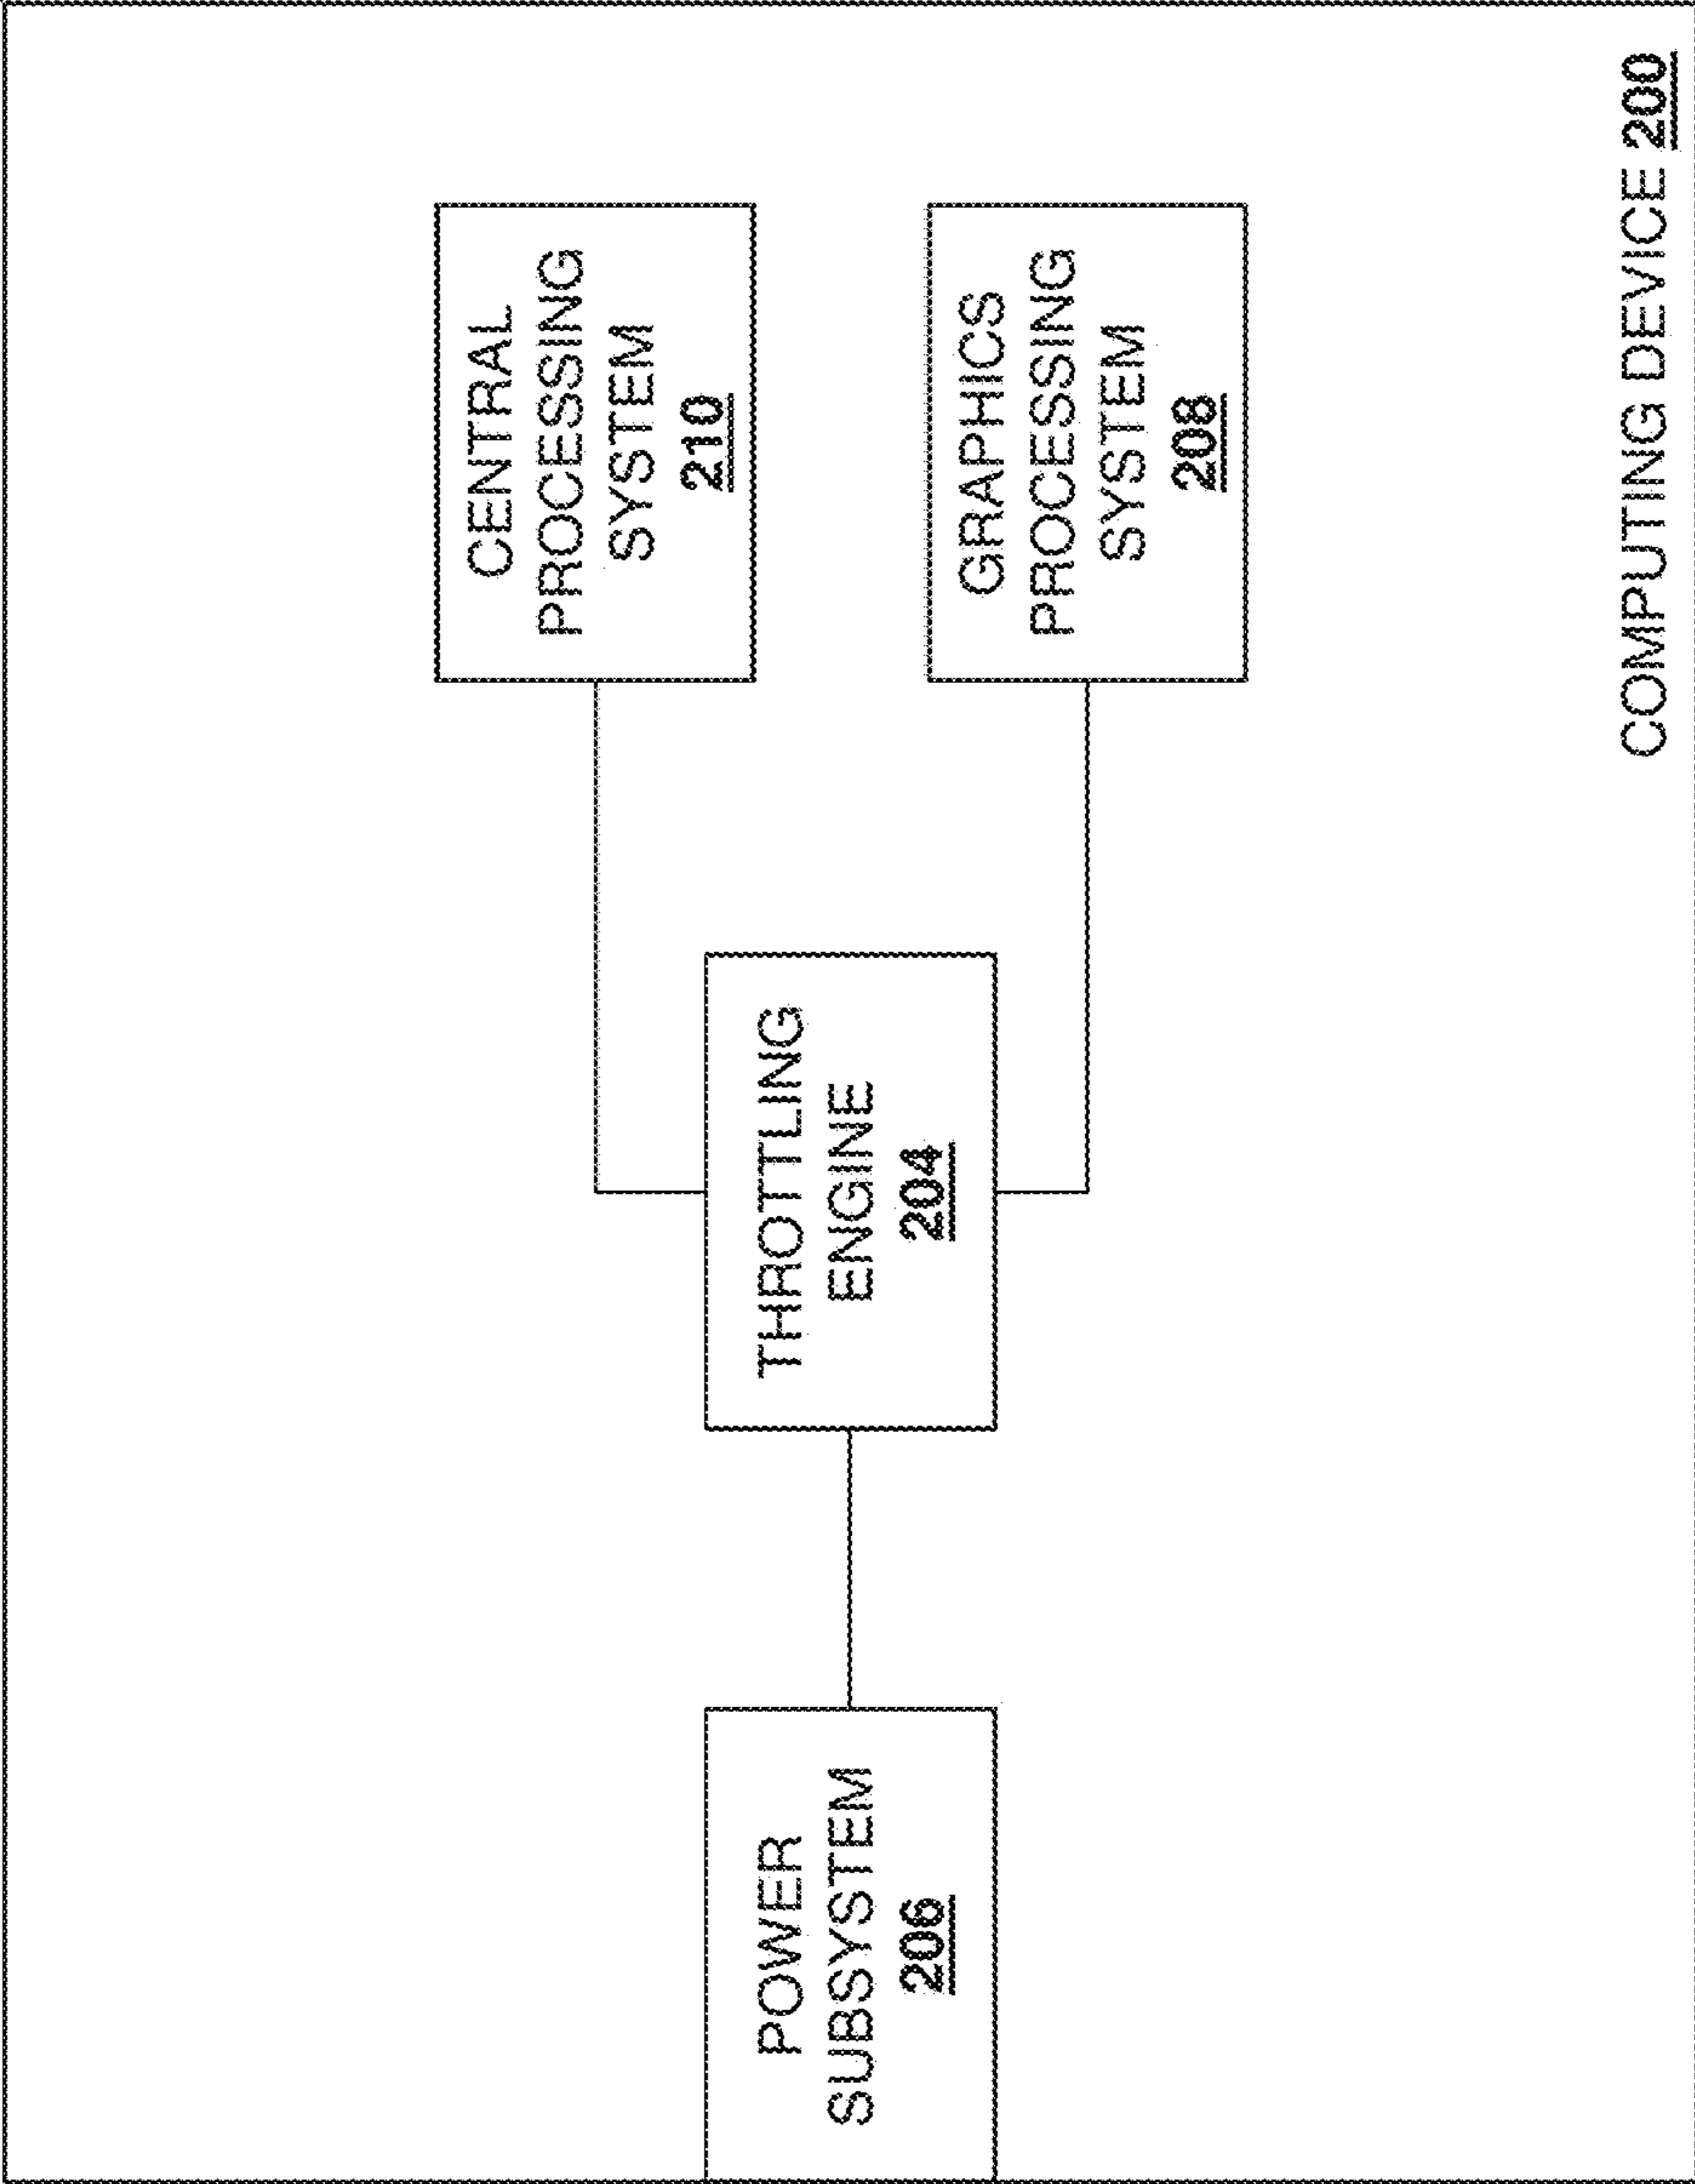 POWER
SUBSYSTEM
206
THROTTLING
ENGINE
204
CENTRAL
PROCESSING
SYSTEM
210
GRAPHICS
PROCESSING
SYSTEM
208
COMPUTING DEVICE 200